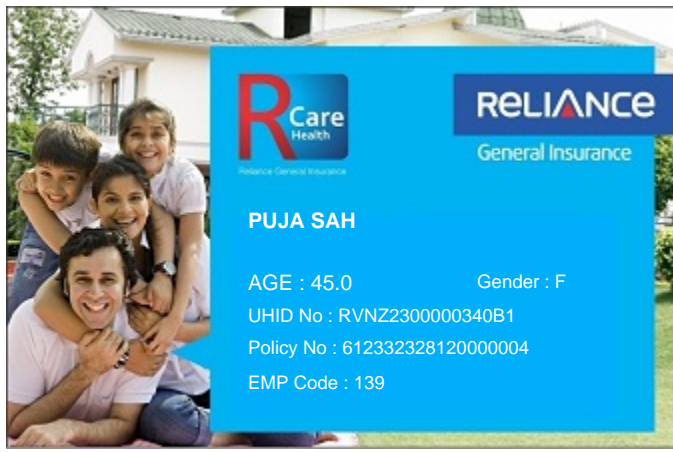 R Care
Health
Reliance General Insurance
RELIANCE
General Insurance
PUJA SAH
AGE : 45.0
Gender : F
UHID No : RVNZ2300000340B1
Policy No : 612332328120000004
EMP Code : 139